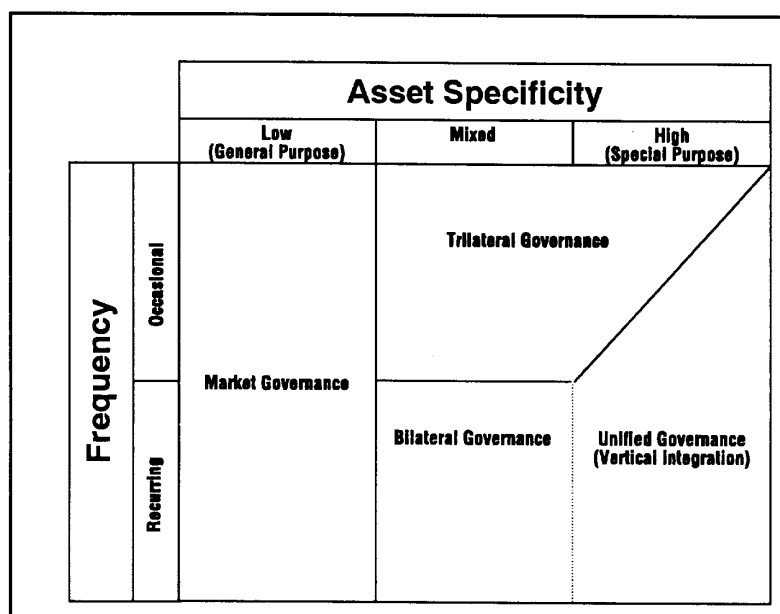 Asset Specificity
Low
(General Purpose)
Mixed
High
(Special Purpose)
Frequency
Occasional
Recurring
Trilateral Governance
Market Governance
Bilateral Governance
Unified Governance
(Vertical Integration)